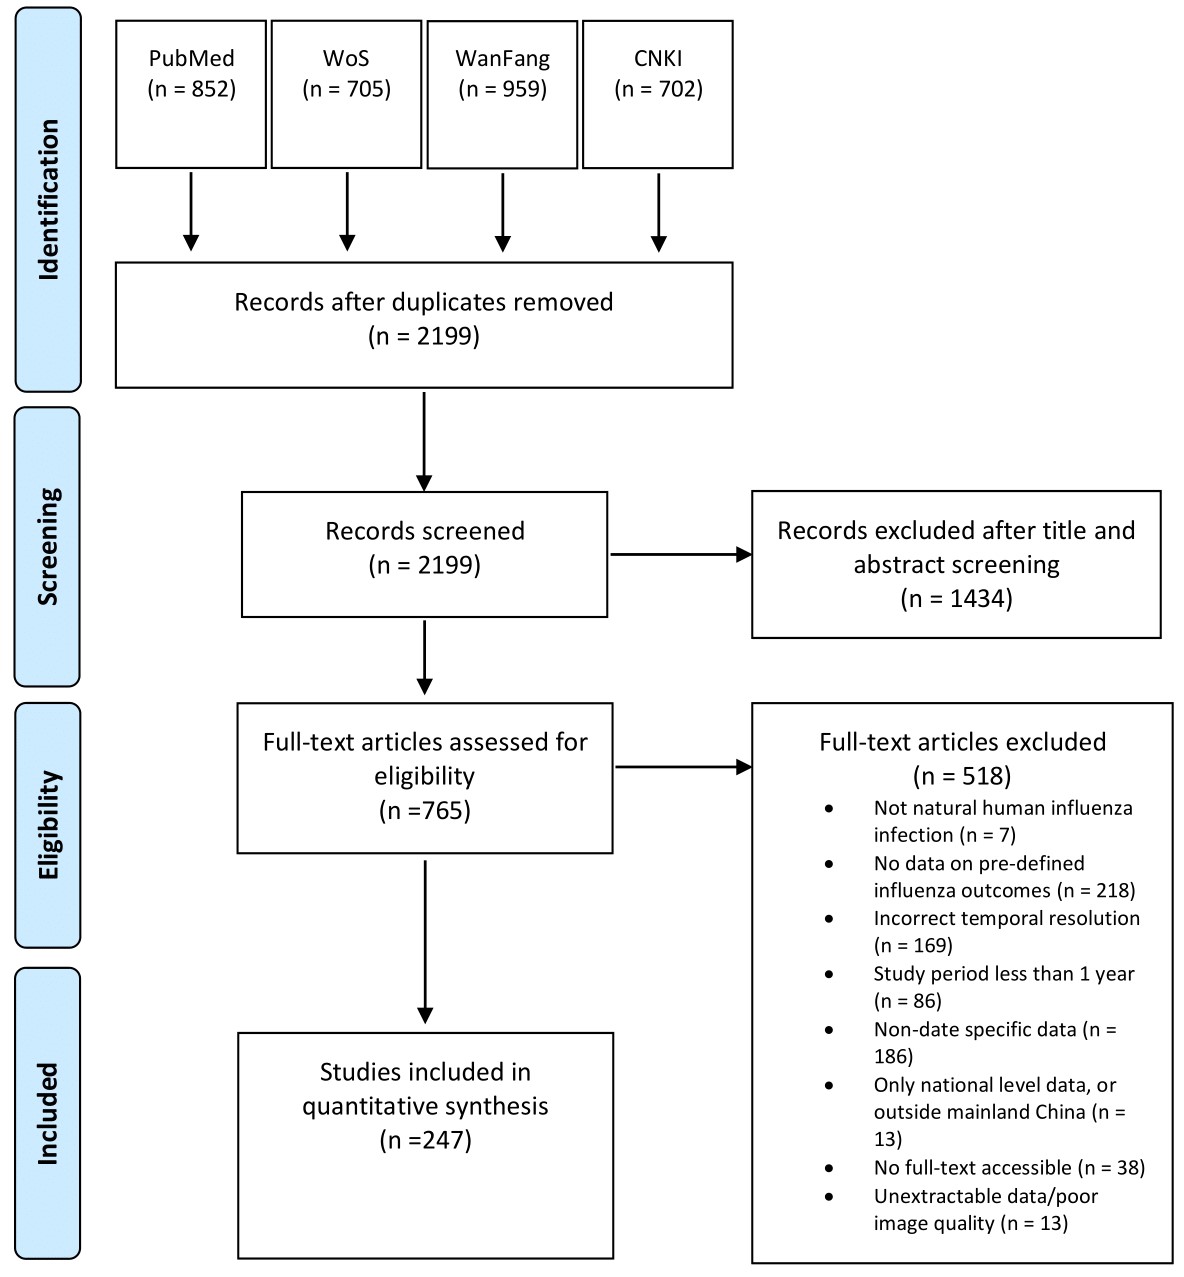 Identification
PubMed
(n = 852)
WoS
(n = 705)
WanFang
(n = 959)
CNKI
(n = 702)
Records after duplicates removed
(n = 2199)
Screening
Records screened
(n = 2199)
Records excluded after title and
abstract screening
(n = 1434)
Eligibility
Full-text articles assessed for
eligibility
(n =765)
Full-text articles excluded
(n = 518)
• Not natural human influenza
infection (n = 7)
• No data on pre-defined
influenza outcomes (n = 218)
• Incorrect temporal resolution
(n = 169)
• Study period less than 1 year
(n = 86)
• Non-date specific data (n =
186)
• Only national level data, or
outside mainland China (n =
13)
• No full-text accessible (n = 38)
• Unextractable data/poor
image quality (n = 13)
Included
Studies included in
quantitative synthesis
(n =247)